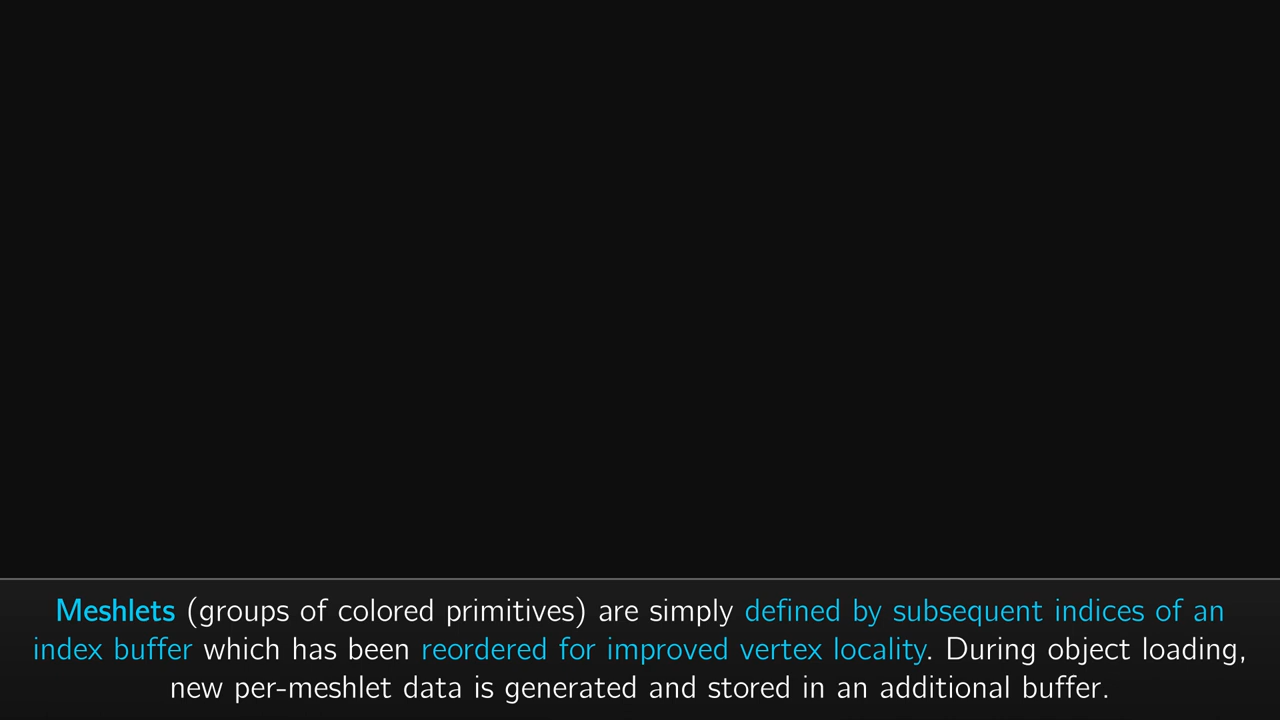 Meshlets (groups of colored primitives) are simply defined by subsequent indices of an
index buffer which has been reordered for improved vertex locality. During object loading,
new per-meshlet data is generated and stored in an additional buffer.